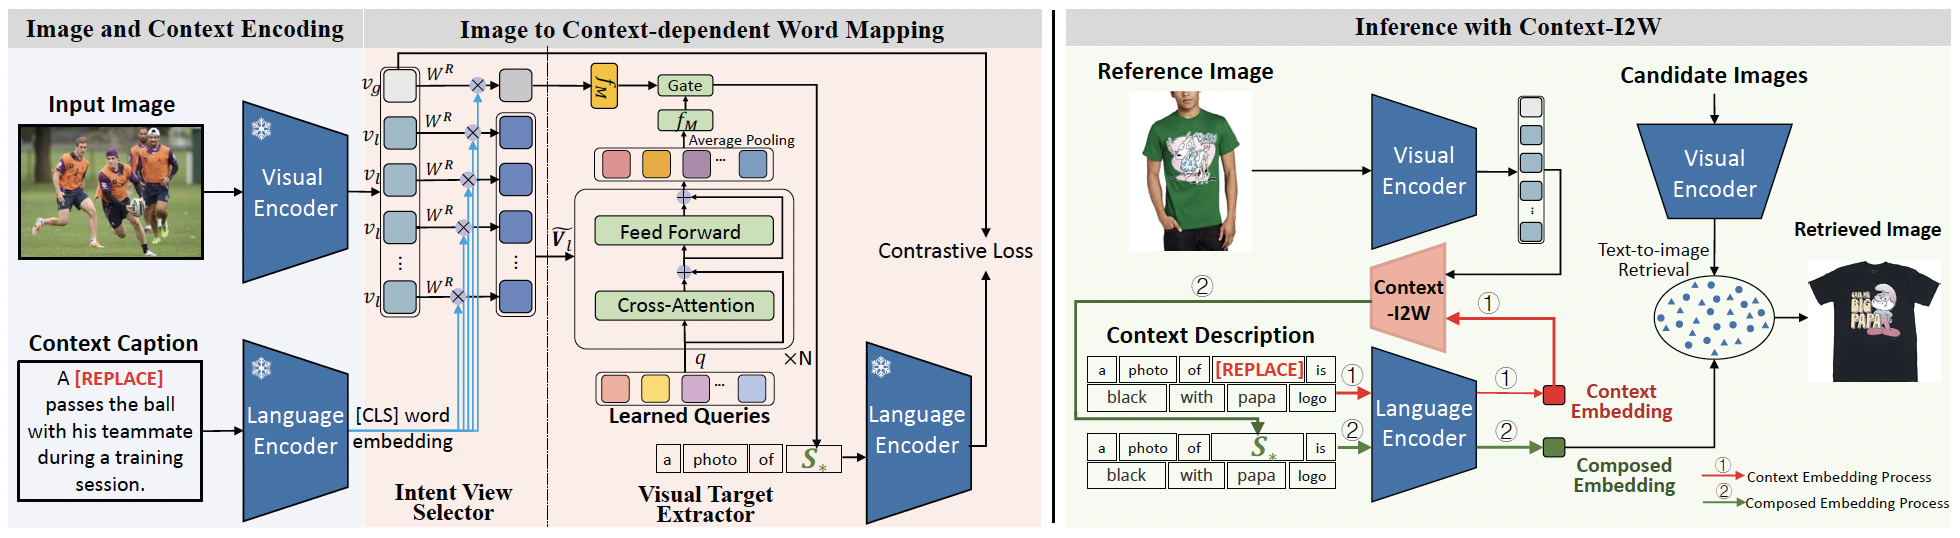 Image and Context Encoding
Image to Context-dependent Word Mapping
Input Image
Visual
Encoder
Context Caption
A [REPLACE]
passes the ball
with his teammate
during a training
session.
Language
Encoder
[CLS] word
embedding
v_g
W^R
v_l
W^R
v_l
W^R
v_l
W^R
...
v_l
W^R
...
Intent View
Selector
Ṽ_l
f_M
Gate
f_M
Average Pooling
...
Feed Forward
Cross-Attention
q
×N
...
Learned Queries
a photo of S*
Visual Target
Extractor
Language
Encoder
Contrastive Loss
Inference with Context-I2W
Reference Image
Visual
Encoder
...
Context
-I2W
②
①
Context Description
a photo of [REPLACE] is
black with papa logo
①
a photo of S* is
black with papa logo
②
Language
Encoder
①
②
Context
Embedding
Composed
Embedding
Candidate Images
Visual
Encoder
Text-to-image
Retrieval
Retrieved Image
BIG
PAPA
① Context Embedding Process
② Composed Embedding Process